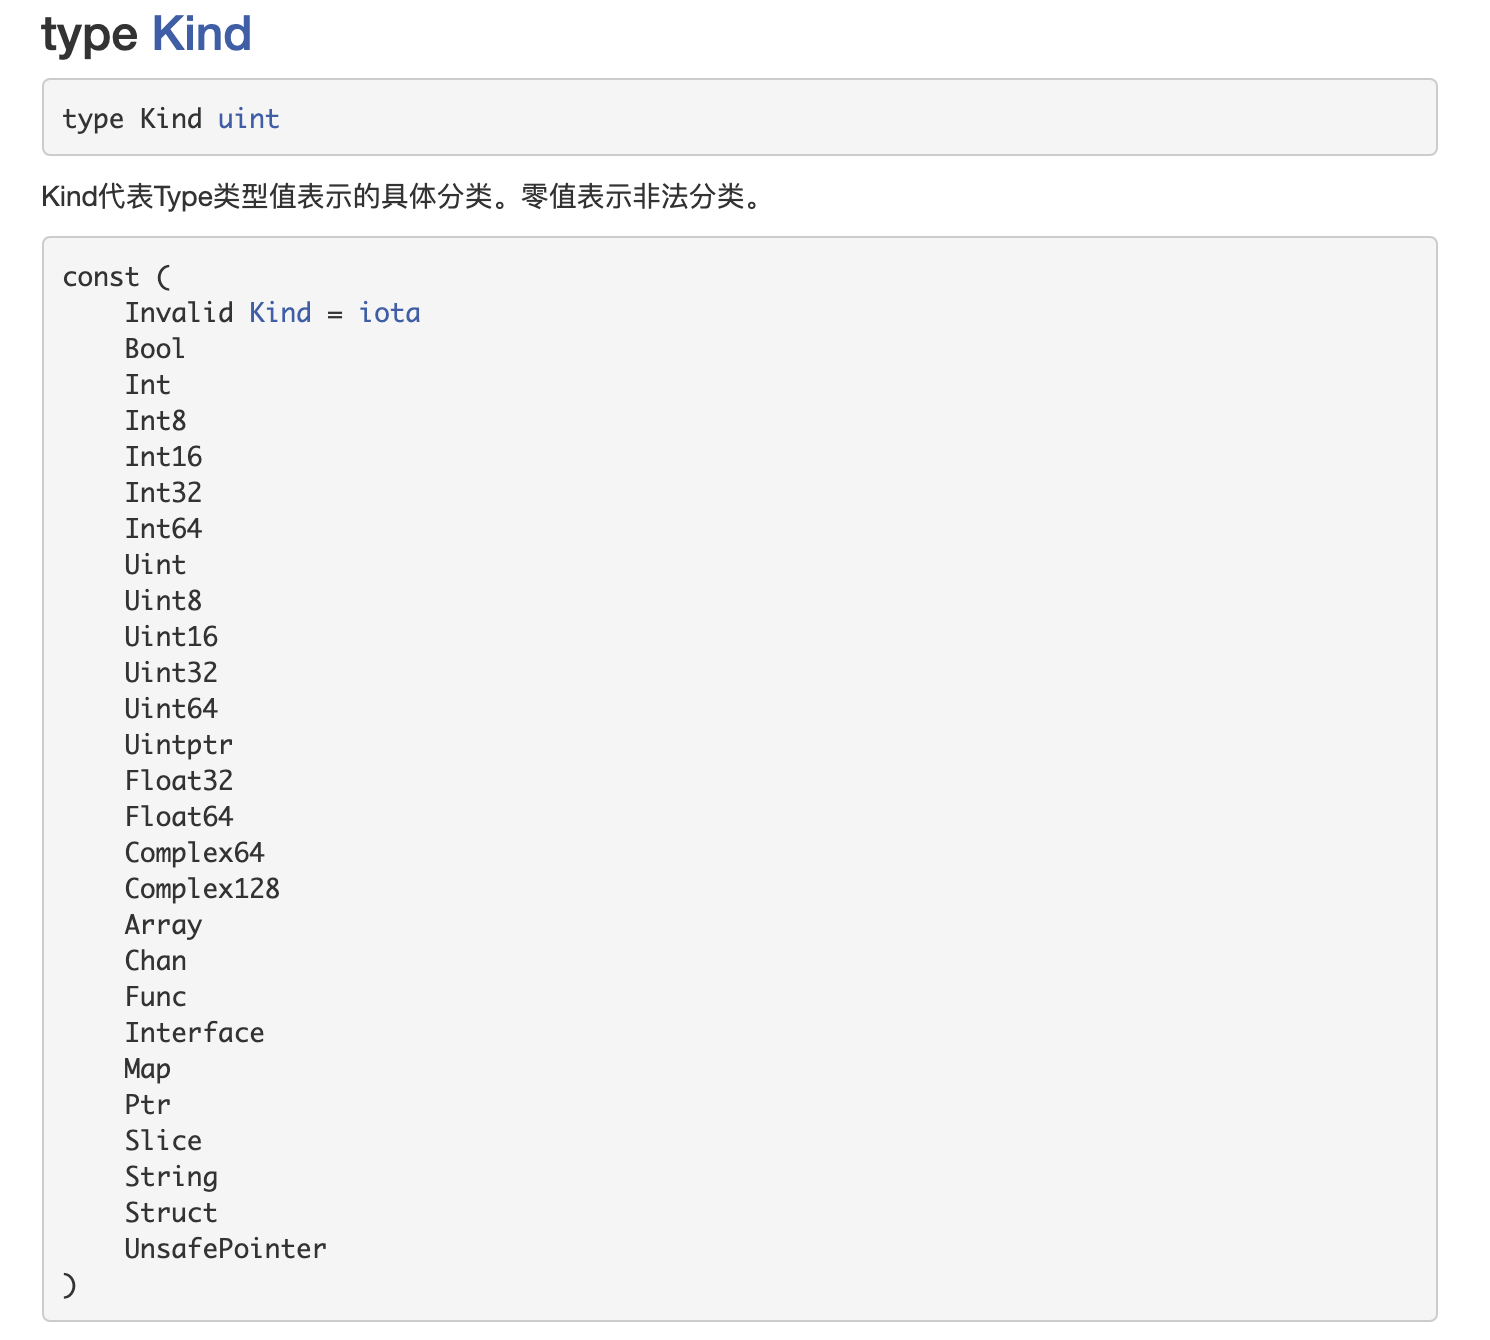 type Kind
type Kind uint
Kind代表Type类型值表示的具体分类。零值表示非法分类。
const (
    Invalid Kind = iota
    Bool
    Int
    Int8
    Int16
    Int32
    Int64
    Uint
    Uint8
    Uint16
    Uint32
    Uint64
    Uintptr
    Float32
    Float64
    Complex64
    Complex128
    Array
    Chan
    Func
    Interface
    Map
    Ptr
    Slice
    String
    Struct
    UnsafePointer
)